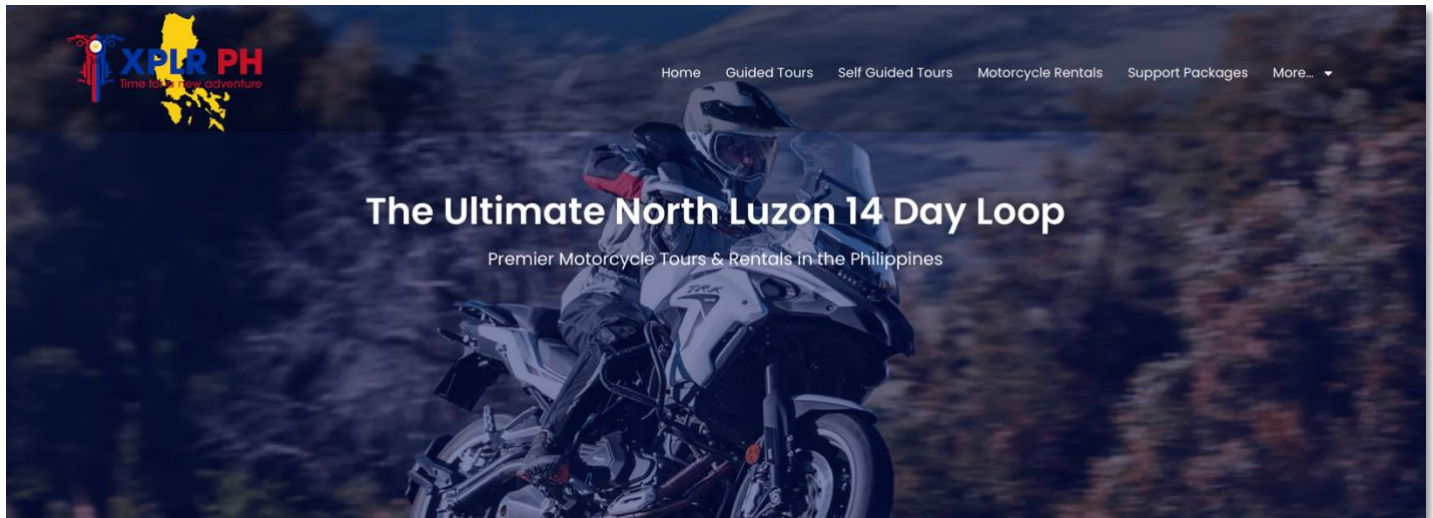 XPLR PH
Time for a new adventure
Home Guided Tours Self Guided Tours Motorcycle Rentals Support Packages More...
The Ultimate North Luzon 14 Day Loop
Premier Motorcycle Tours & Rentals in the Philippines
TRK